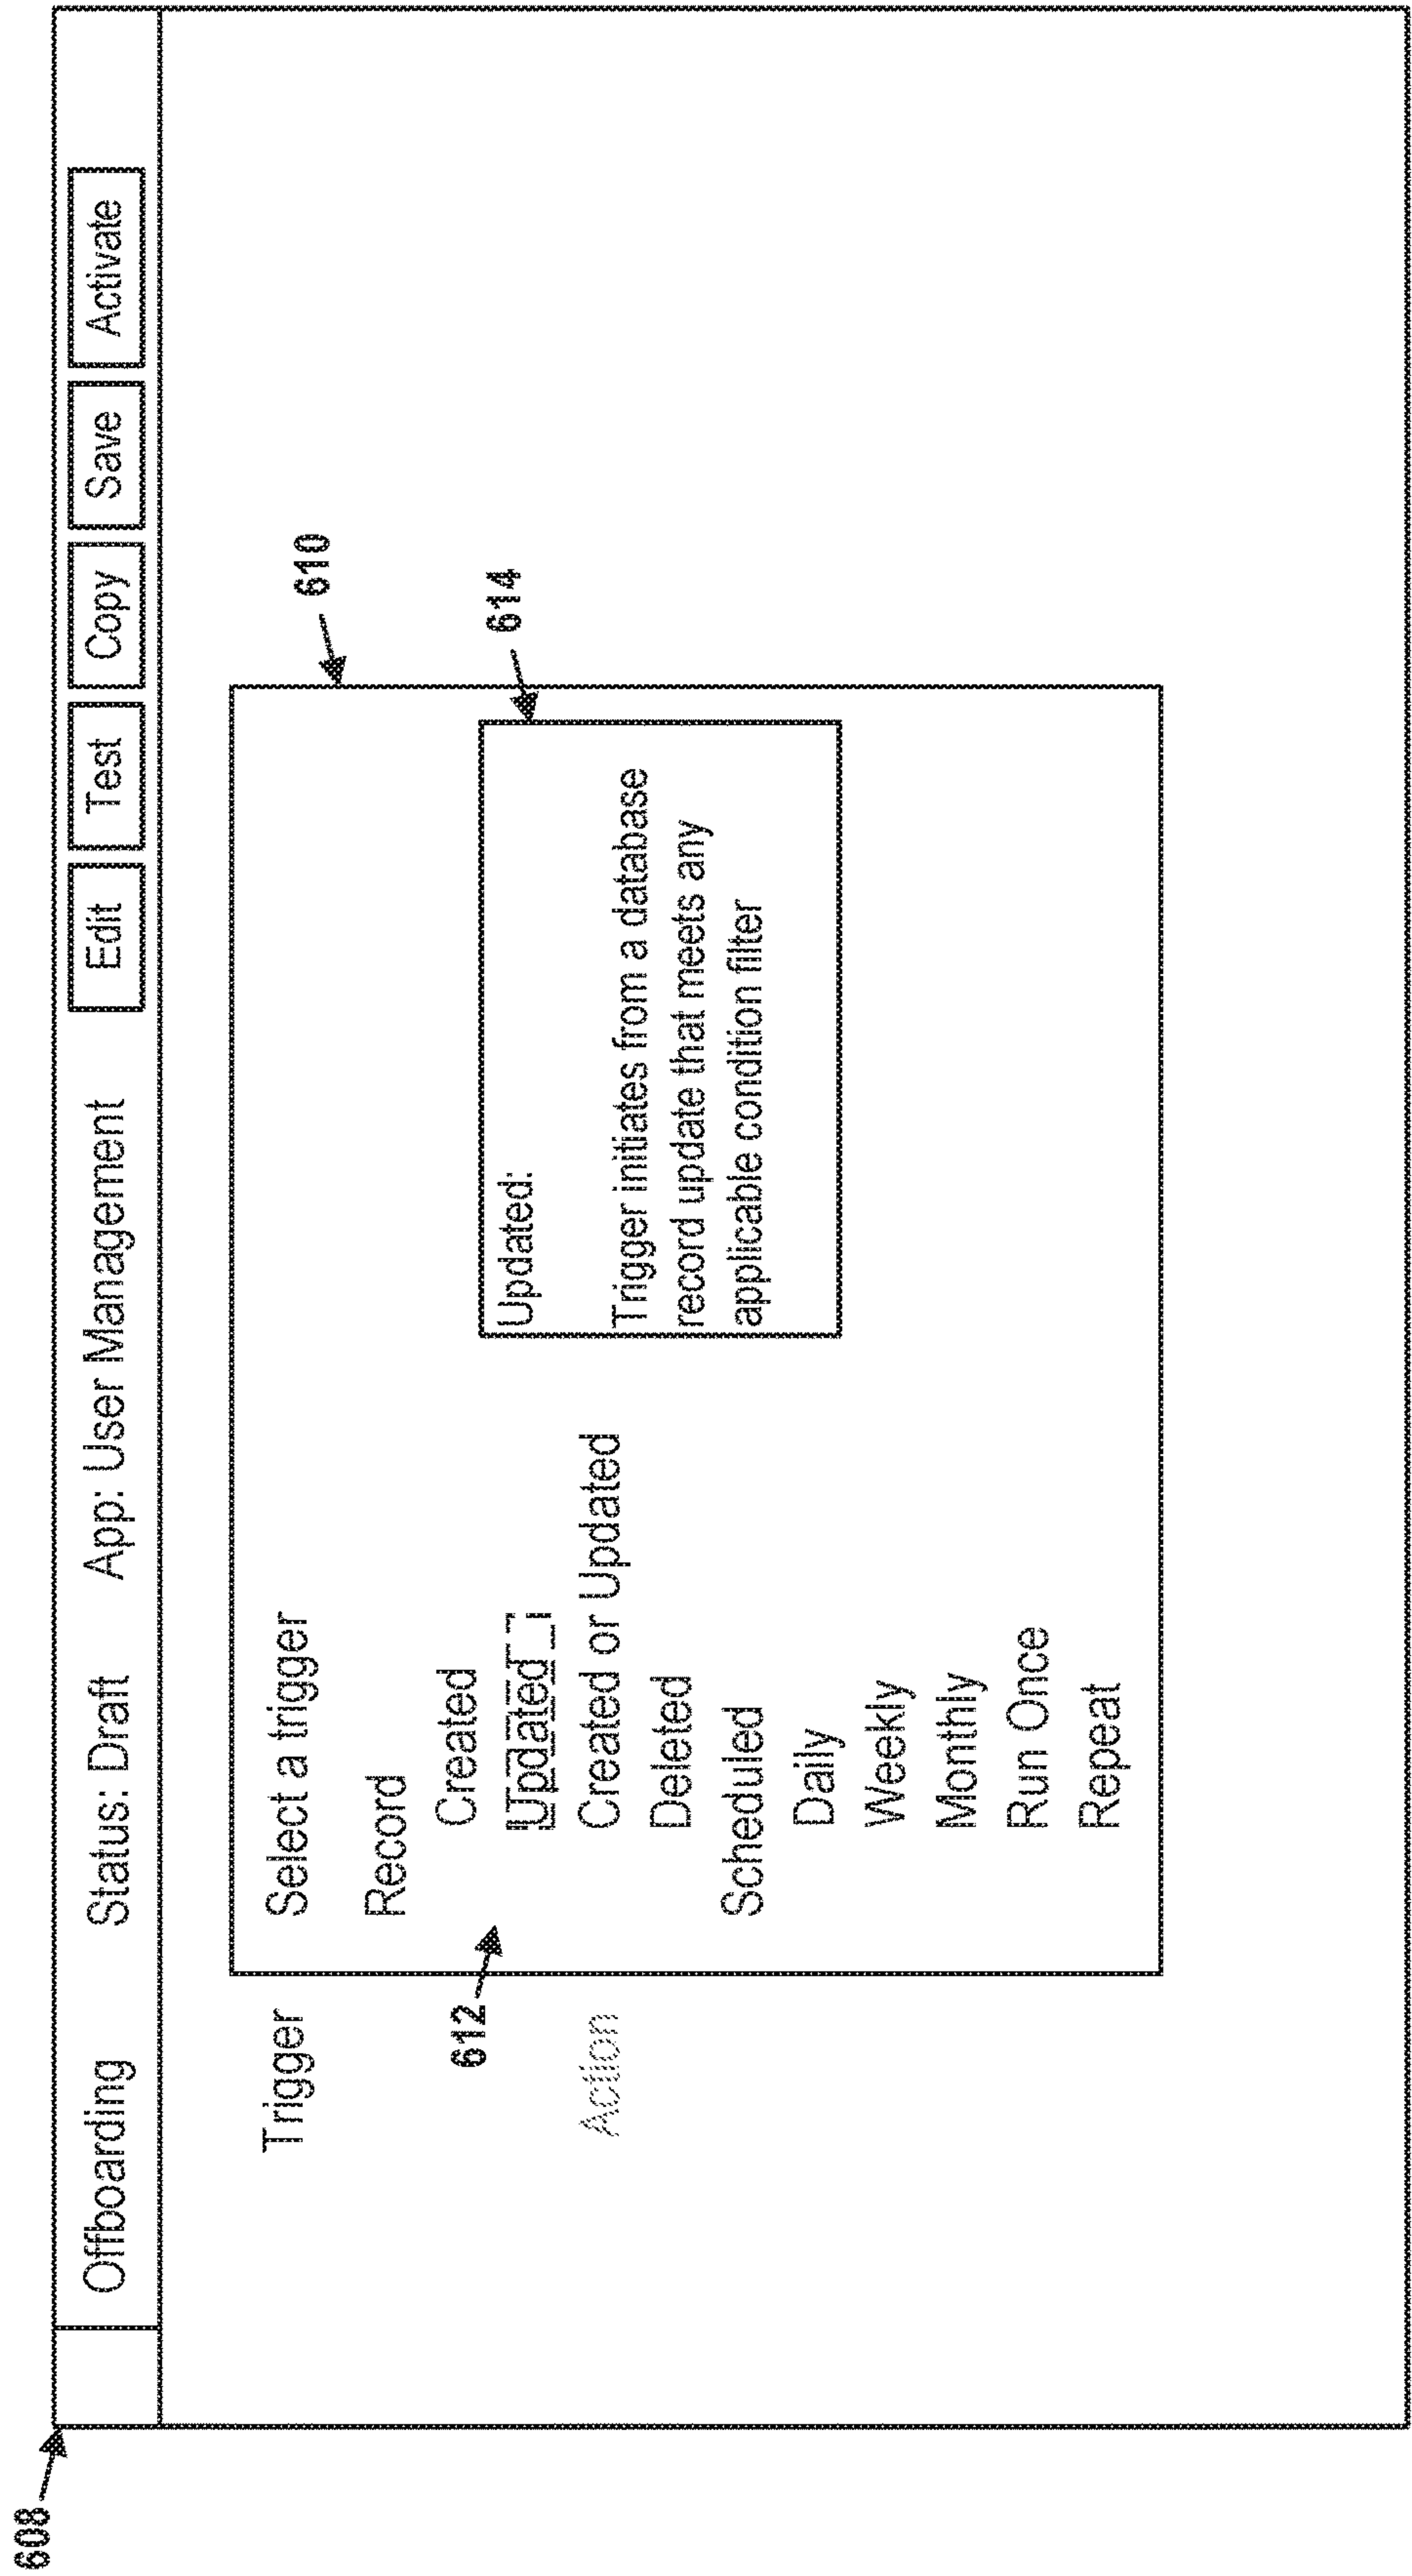 608
Offboarding Status: Draft App: User Management Edit Test Copy Save Activate
610
Trigger
Select a trigger
Record
612
Created
614
Updated
Created or Updated
Deleted
Scheduled
Daily
Weekly
Monthly
Run Once
Repeat
Updated:
Trigger initiates from a database
record update that meets any
applicable condition filter
Action